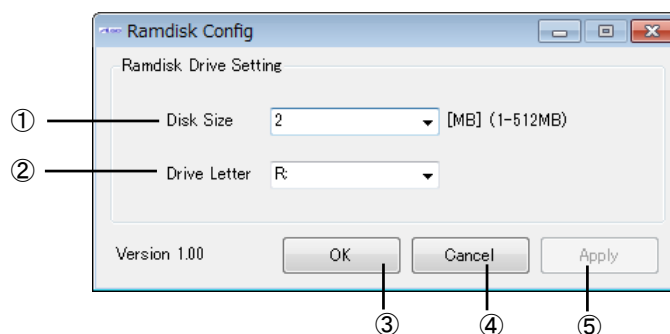 Ramdisk Config
Ramdisk Drive Setting
① Disk Size 2 [MB] (1-512MB)
② Drive Letter R:
Version 1.00 OK Cancel Apply
③ ④ ⑤